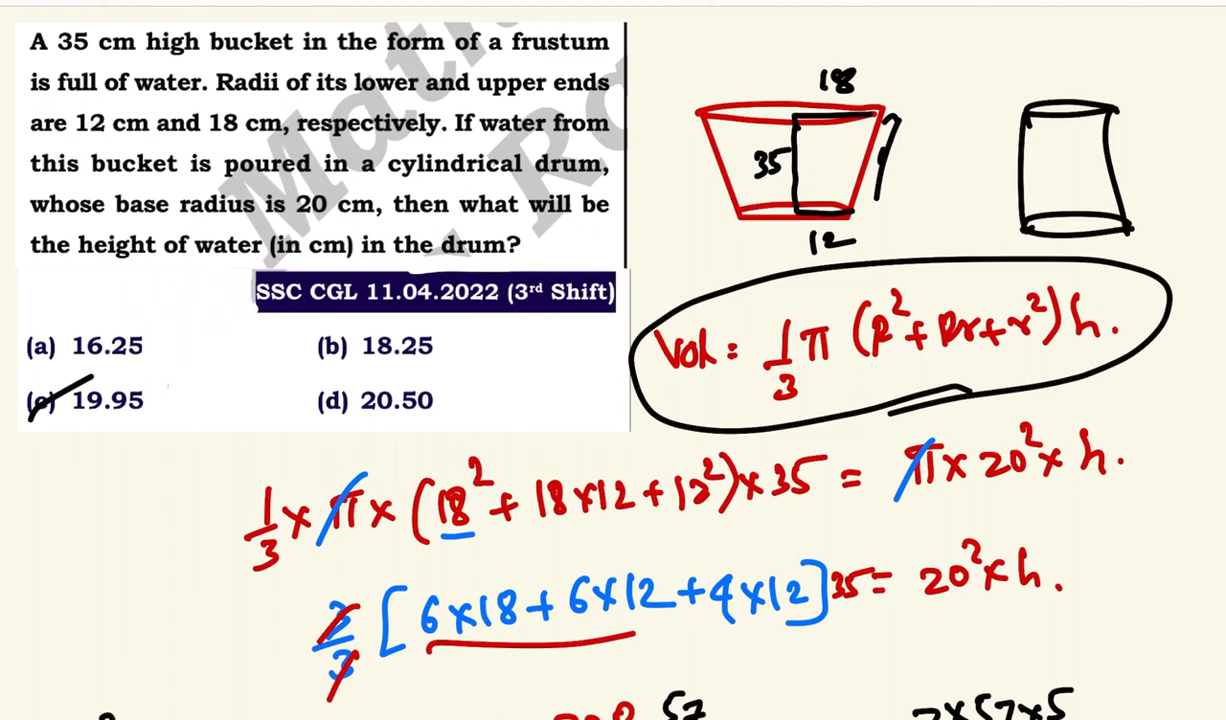 A 35 cm high bucket in the form of a frustum
is full of water. Radii of its lower and upper ends
are 12 cm and 18 cm, respectively. If water from
this bucket is poured in a cylindrical drum,
whose base radius is 20 cm, then what will be
the height of water (in cm) in the drum?
SSC CGL 11.04.2022 (3rd Shift)
(a) 16.25 (b) 18.25
(c) 19.95 (d) 20.50
18
35
12
Vol = 1/3 π (R² + Rr + r²) h.
1/3 × π × (18² + 18×12 + 12²) × 35 = π × 20² × h.
[6×18 + 6×12 + 4×12] 35 = 20² × h.
57
7×57×5